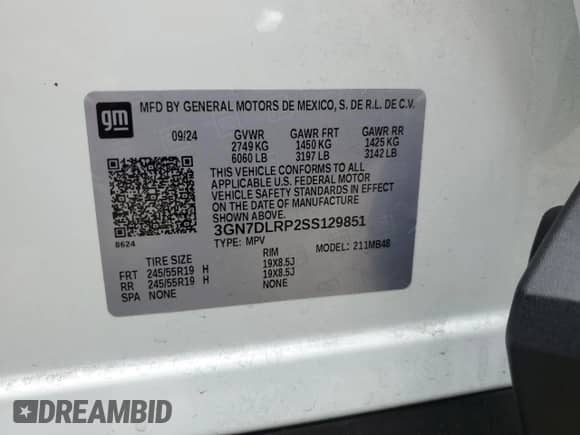 gm
MFD BY GENERAL MOTORS DE MEXICO, S. DE R.L. DE C.V.
09/24 GVWR GAWR FRT GAWR RR
2749 KG 1450 KG 1425 KG
6060 LB 3197 LB 3142 LB
THIS VEHICLE CONFORMS TO ALL
APPLICABLE U.S. FEDERAL MOTOR
VEHICLE SAFETY STANDARDS IN EFFECT
ON THE DATE OF MANUFACTURE
SHOWN ABOVE.
3GN7DLRP2SS129851
8624
TYPE: MPV MODEL: 211MB48
TIRE SIZE RIM
FRT 245/55R19 H 19X8.5J
RR 245/55R19 H 19X8.5J
SPA NONE NONE
DREAMBID